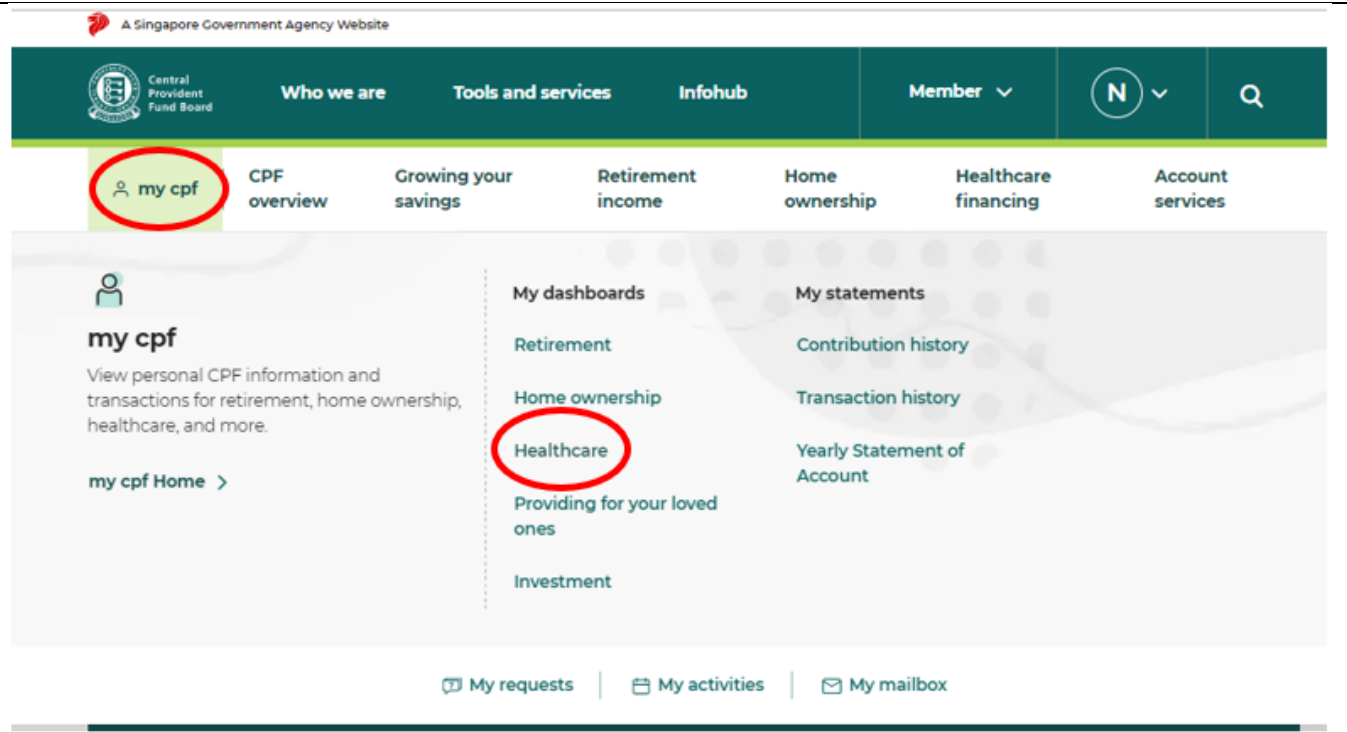 A Singapore Government Agency Website
Central
Provident
Fund Board
Who we are
Tools and services
Infohub
Member
N
my cpf
CPF
overview
Growing your
savings
Retirement
income
Home
ownership
Healthcare
financing
Account
services
my cpf
View personal CPF information and
transactions for retirement, home ownership,
healthcare, and more.
my cpf Home >
My dashboards
Retirement
Home ownership
Healthcare
Providing for your loved
ones
Investment
My statements
Contribution history
Transaction history
Yearly Statement of
Account
My requests
My activities
My mailbox